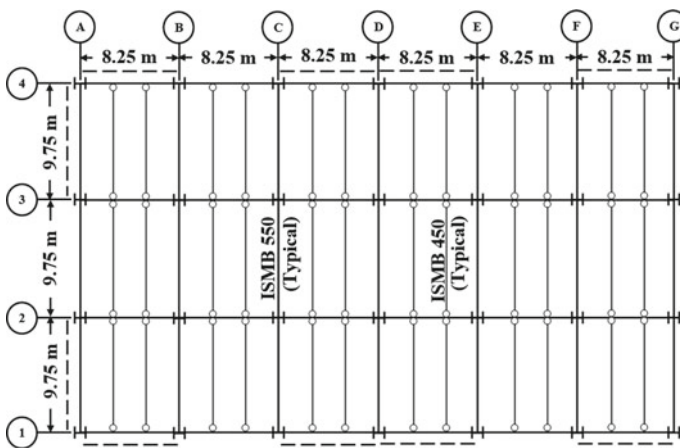 A B C D E F G
8.25 m 8.25 m 8.25 m 8.25 m 8.25 m 8.25 m
4
9.75 m
3
9.75 m
ISMB 550
(Typical)
ISMB 450
(Typical)
2
9.75 m
1